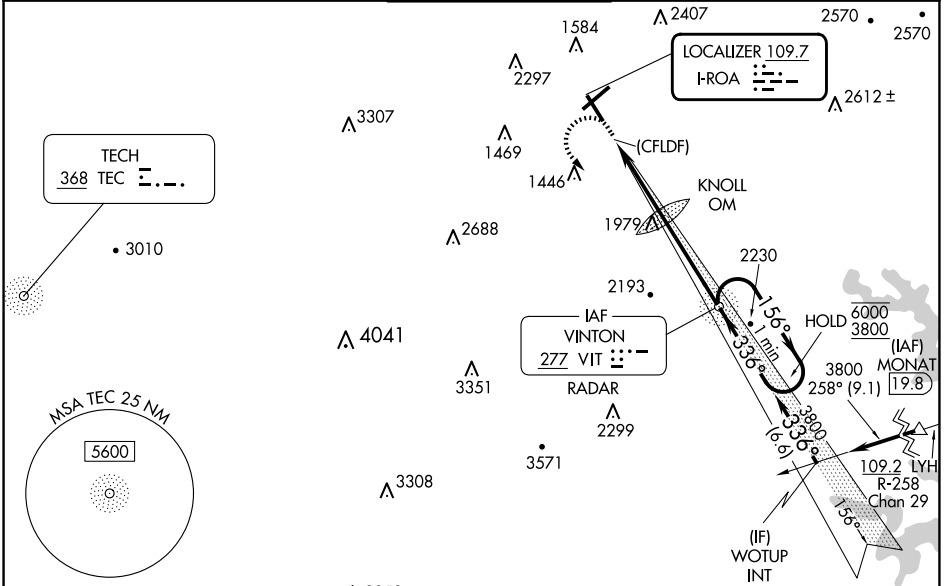 1584
2407
2570
2570
2297
LOCALIZER 109.7
I-ROA
2612 ±
3307
1469
(CFLDF)
TECH
368 TEC
1446
KNOLL
OM
1979
3010
2688
2230
2193
IAF
VINTON
277 VIT
RADAR
156°
1 min
336°
HOLD
6000
3800
(IAF)
MONAT
19.8
3800
258° (9.1)
4041
3351
2299
3800
336°
(6.6)
MSA TEC 25 NM
5600
3571
3308
109.2 LYH
R-258
Chan 29
156°
(IF)
WOTUP
INT